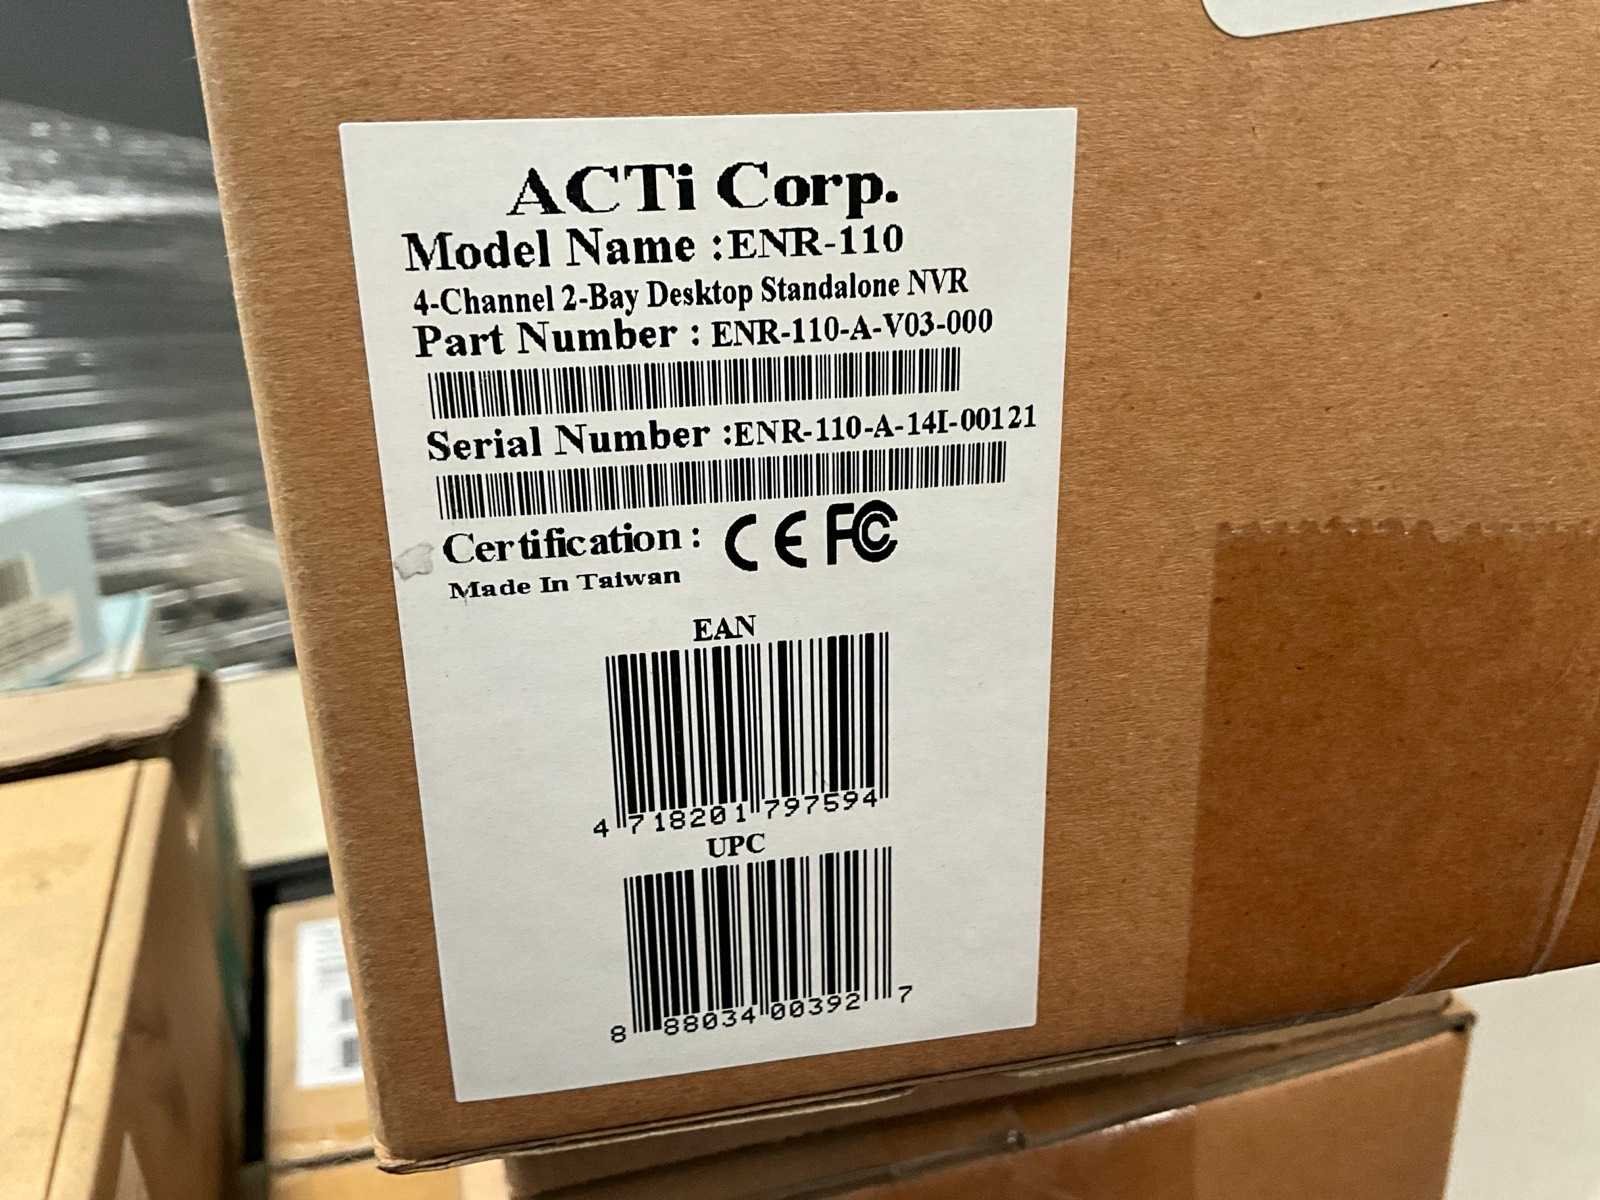 ACTi Corp.
Model Name :ENR-110
4-Channel 2-Bay Desktop Standalone NVR
Part Number : ENR-110-A-V03-000
Serial Number :ENR-110-A-14I-00121
Certification : CE FC
Made In Taiwan
EAN
4 718201 797594
UPC
8 88034 00392 7